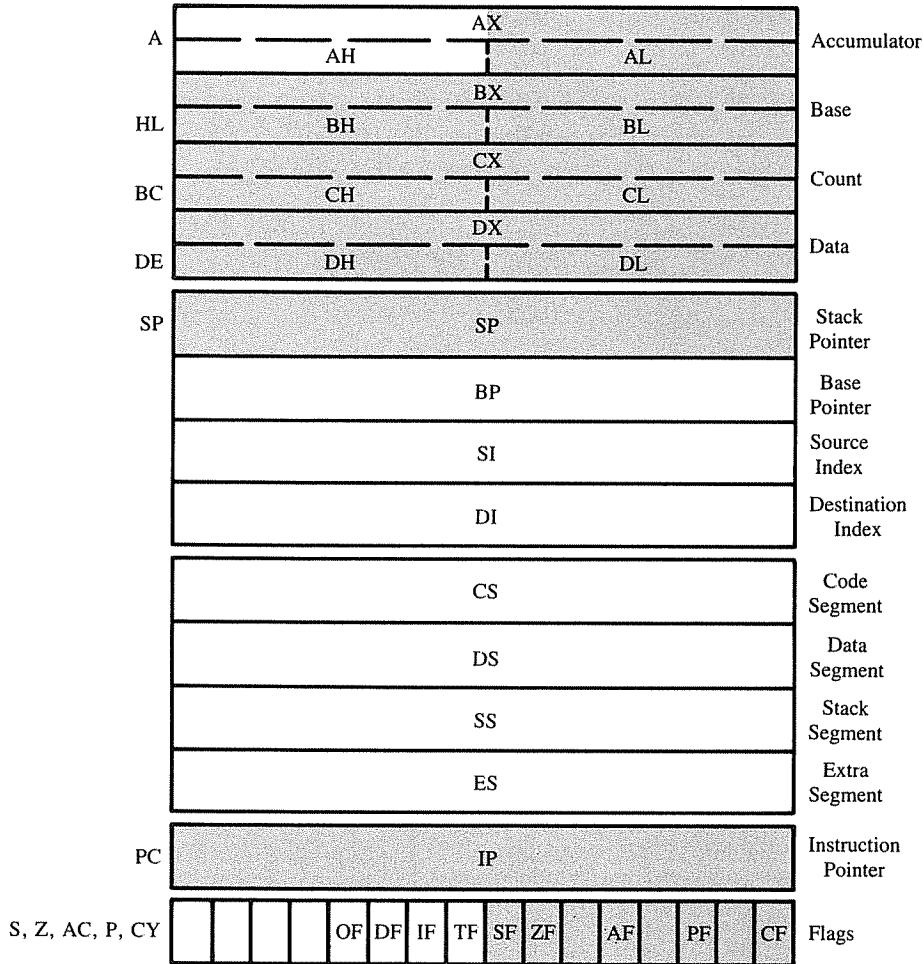 AX
A
AH
AL
Accumulator
BX
HL
BH
BL
Base
CX
BC
CH
CL
Count
DX
DE
DH
DL
Data
SP
SP
Stack
Pointer
BP
Base
Pointer
SI
Source
Index
DI
Destination
Index
CS
Code
Segment
DS
Data
Segment
SS
Stack
Segment
ES
Extra
Segment
PC
IP
Instruction
Pointer
S, Z, AC, P, CY
OF
DF
IF
TF
SF
ZF
AF
PF
CF
Flags